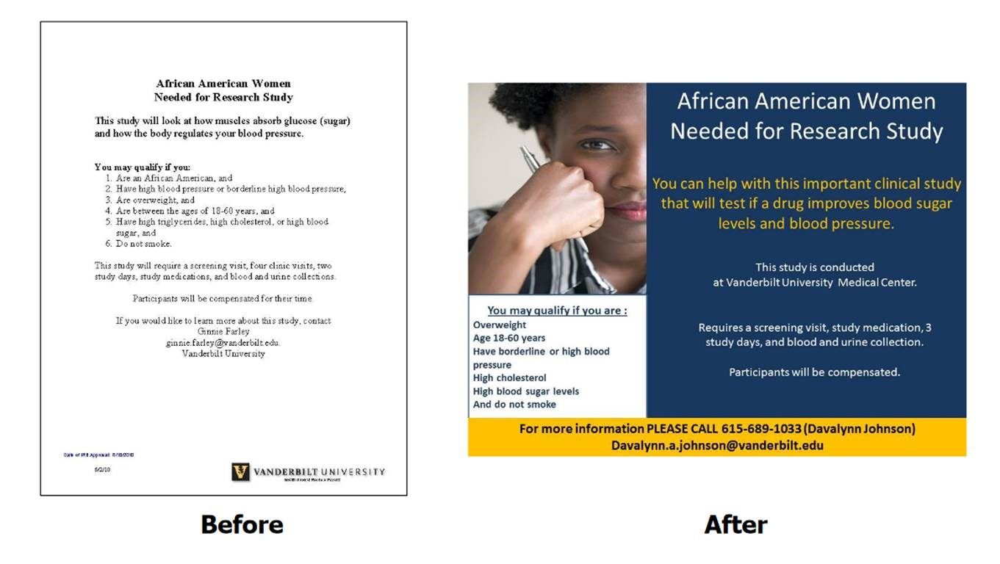 African American Women
Needed for Research Study
This study will look at how muscles absorb glucose (sugar)
and how the body regulates your blood pressure.
You may qualify if you:
1. Are an African American, and
2. Have high blood pressure or borderline high blood pressure,
3. Are overweight, and
4. Are between the ages of 18-60 years, and
5. Have high triglycerides, high cholesterol, or high blood
sugar, and
6. Do not smoke.
This study will require a screening visit, four clinic visits, two
study days, study medications, and blood and urine collections.
Participants will be compensated for their time.
If you would like to learn more about this study, contact
Ginnie Farley
ginnie.farley@vanderbilt.edu.
Vanderbilt University
Date of IRB Approval:
6/2/10
VANDERBILT UNIVERSITY
Institutional Review Board
Before
African American Women
Needed for Research Study
You can help with this important clinical study
that will test if a drug improves blood sugar
levels and blood pressure.
This study is conducted
at Vanderbilt University Medical Center.
Requires a screening visit, study medication, 3
study days, and blood and urine collection.
Participants will be compensated.
You may qualify if you are :
Overweight
Age 18-60 years
Have borderline or high blood
pressure
High cholesterol
High blood sugar levels
And do not smoke
For more information PLEASE CALL 615-689-1033 (Davalynn Johnson)
Davalynn.a.johnson@vanderbilt.edu
After